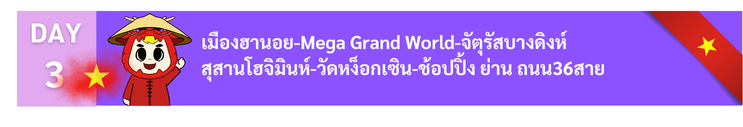 DAY
3
เมืองฮานอย-Mega Grand World-จัตุรัสบาดิงห์
สุสานโฮจิมินห์-วัดหง็อกเซิน-ช้อปปิ้ง ย่าน ถนน36สาย